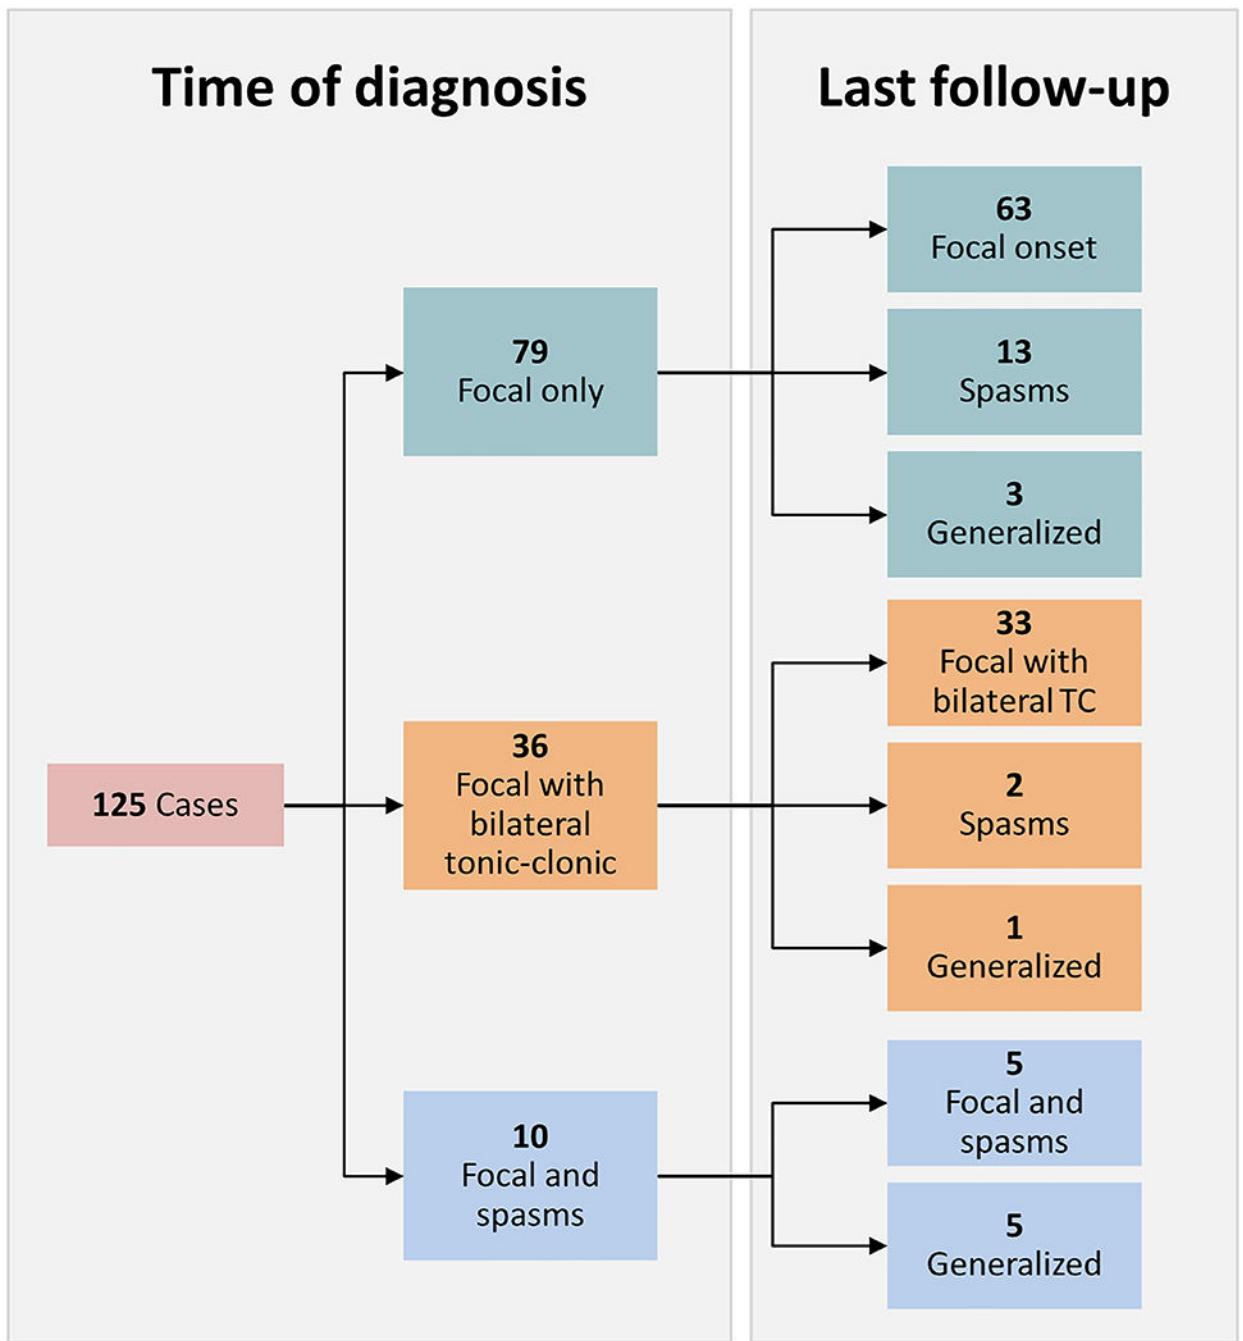 Time of diagnosis
Last follow-up
125 Cases
79
Focal only
36
Focal with
bilateral
tonic-clonic
10
Focal and
spasms
63
Focal onset
13
Spasms
3
Generalized
33
Focal with
bilateral TC
2
Spasms
1
Generalized
5
Focal and
spasms
5
Generalized